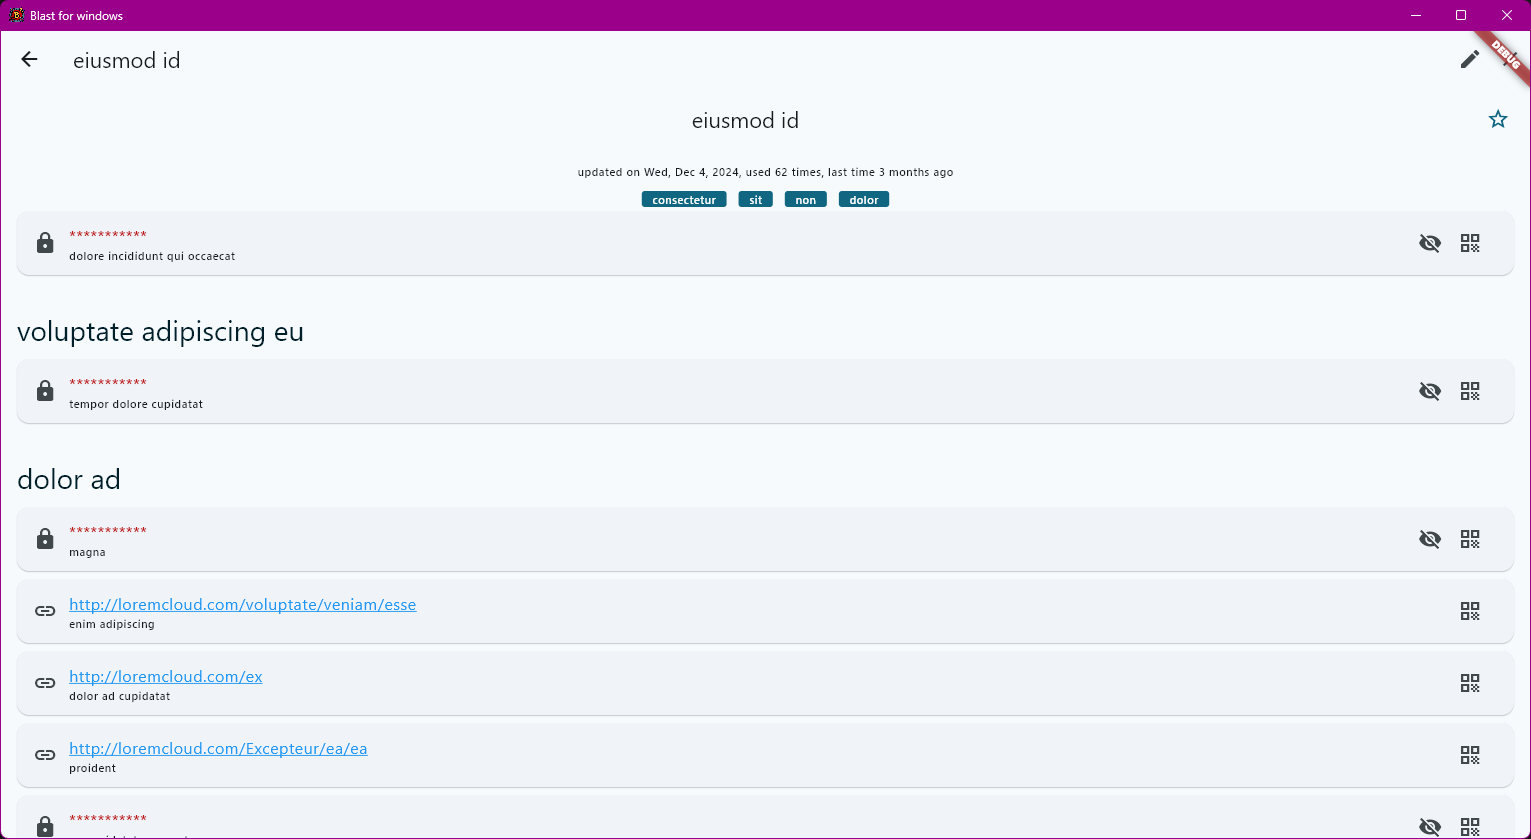 Blast for windows
eiusmod id
DEBUG
eiusmod id
updated on Wed, Dec 4, 2024, used 62 times, last time 3 months ago
consectetur sit non dolor
***********
dolore incididunt qui occaecat
voluptate adipiscing eu
***********
tempor dolore cupidatat
dolor ad
***********
magna
http://loremcloud.com/voluptate/veniam/esse
enim adipiscing
http://loremcloud.com/ex
dolor ad cupidatat
http://loremcloud.com/Excepteur/ea/ea
proident
***********